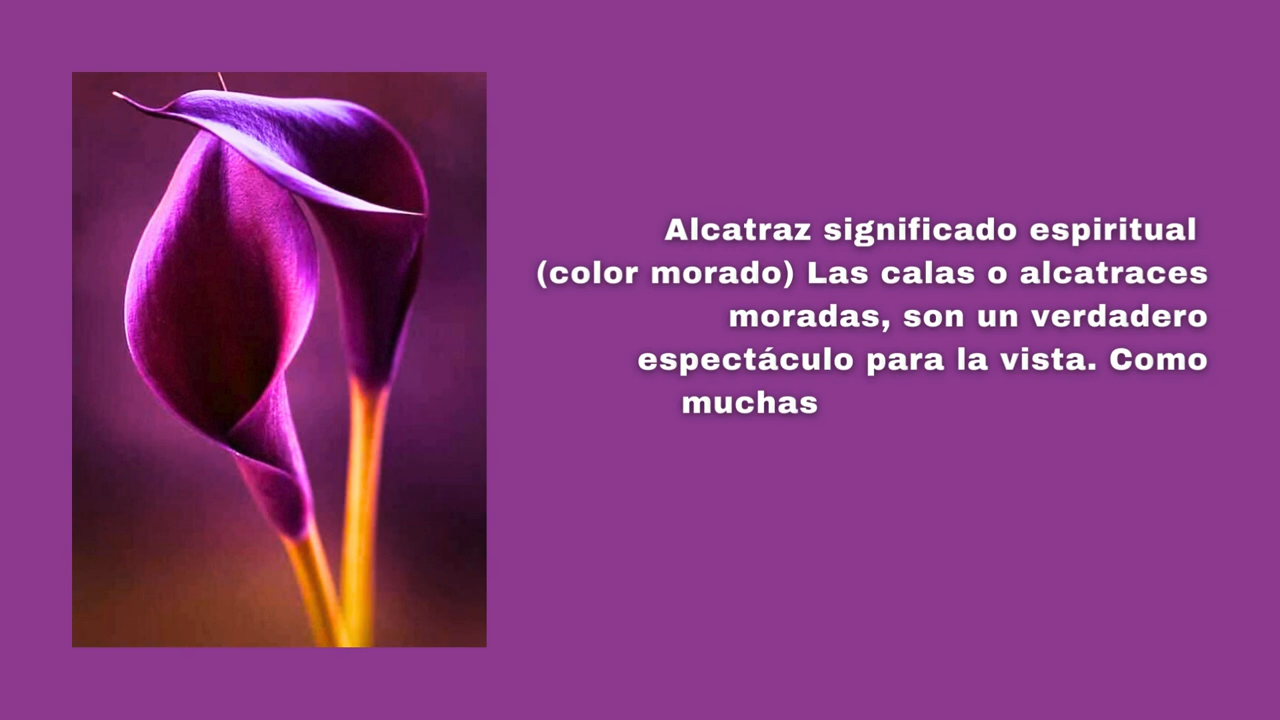 Alcatraz significado espiritual
(color morado) Las calas o alcatraces
moradas, son un verdadero
espectáculo para la vista. Como
muchas